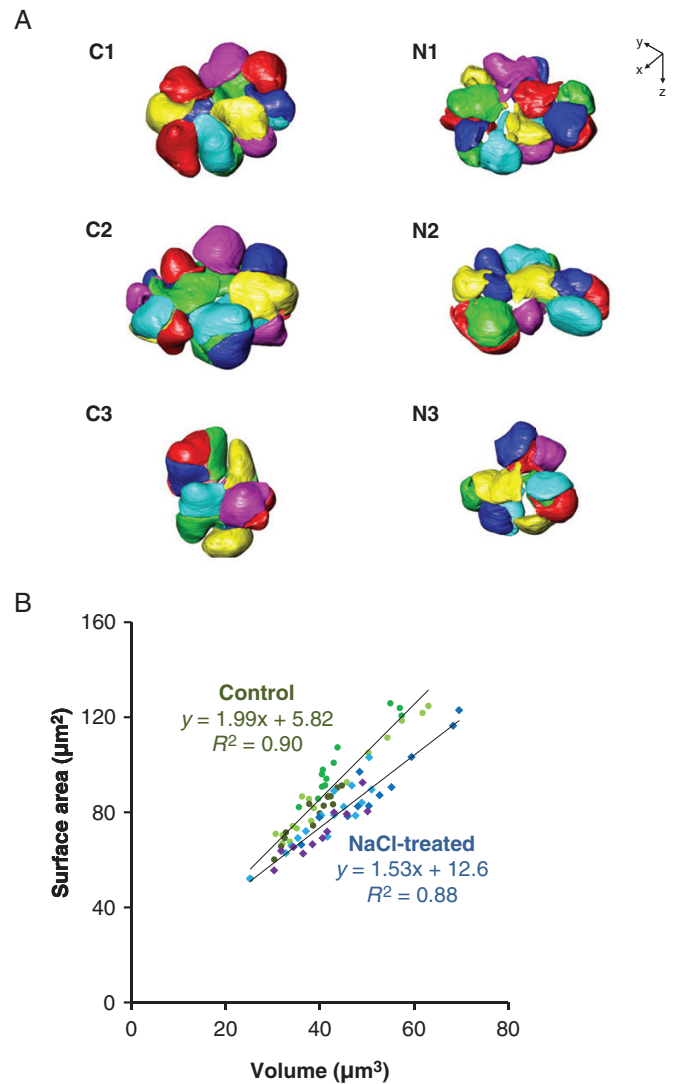 A
C1
N1
y
x
z
C2
N2
C3
N3
B
160
120
80
40
0
Surface area (μm²)
Control
y = 1.99x + 5.82
R² = 0.90
NaCl-treated
y = 1.53x + 12.6
R² = 0.88
0 20 40 60 80
Volume (μm³)